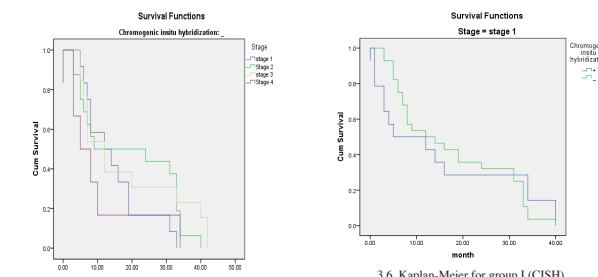 Survival Functions
Chromogenic insitu hybridization: _
Stage
stage 1
Stage 2
stage 3
Stage 4
Cum Survival
1.0
0.8
0.6
0.4
0.2
0.0
0.00 10.00 20.00 30.00 40.00 50.00
Survival Functions
Stage = stage 1
Chromoge
insitu
hybridizat
+
_
Cum Survival
1.0
0.8
0.6
0.4
0.2
0.0
0.00 10.00 20.00 30.00 40.00
month
3.6. Kaplan-Meier for group I (CISH)